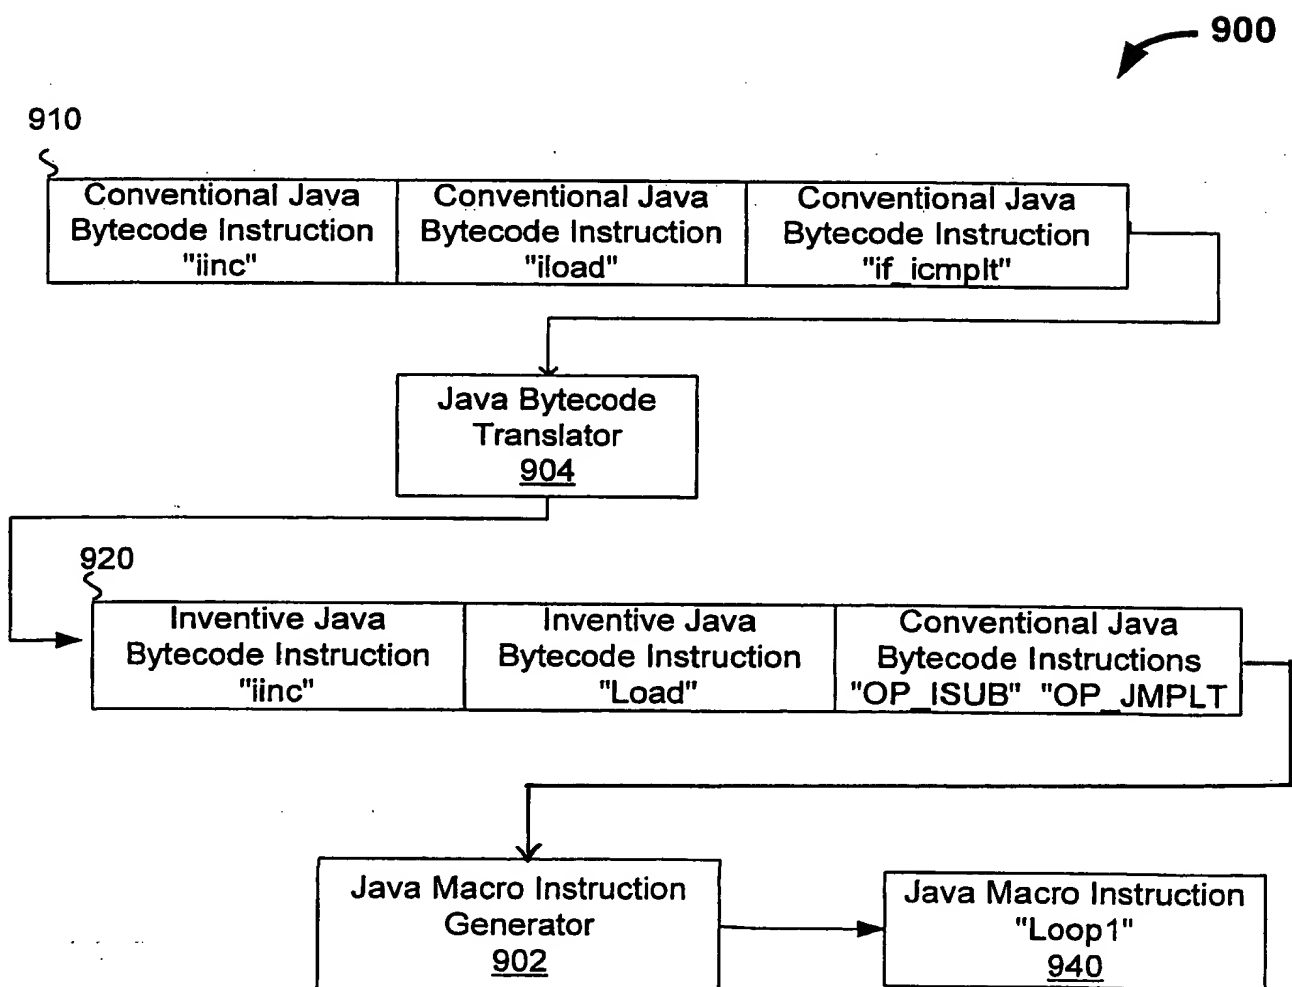 900
910
Conventional Java
Bytecode Instruction
"iinc"
Conventional Java
Bytecode Instruction
"iload"
Conventional Java
Bytecode Instruction
"if_icmplt"
Java Bytecode
Translator
904
920
Inventive Java
Bytecode Instruction
"iinc"
Inventive Java
Bytecode Instruction
"Load"
Conventional Java
Bytecode Instructions
"OP_ISUB" "OP_JMPLT
Java Macro Instruction
Generator
902
Java Macro Instruction
"Loop1"
940